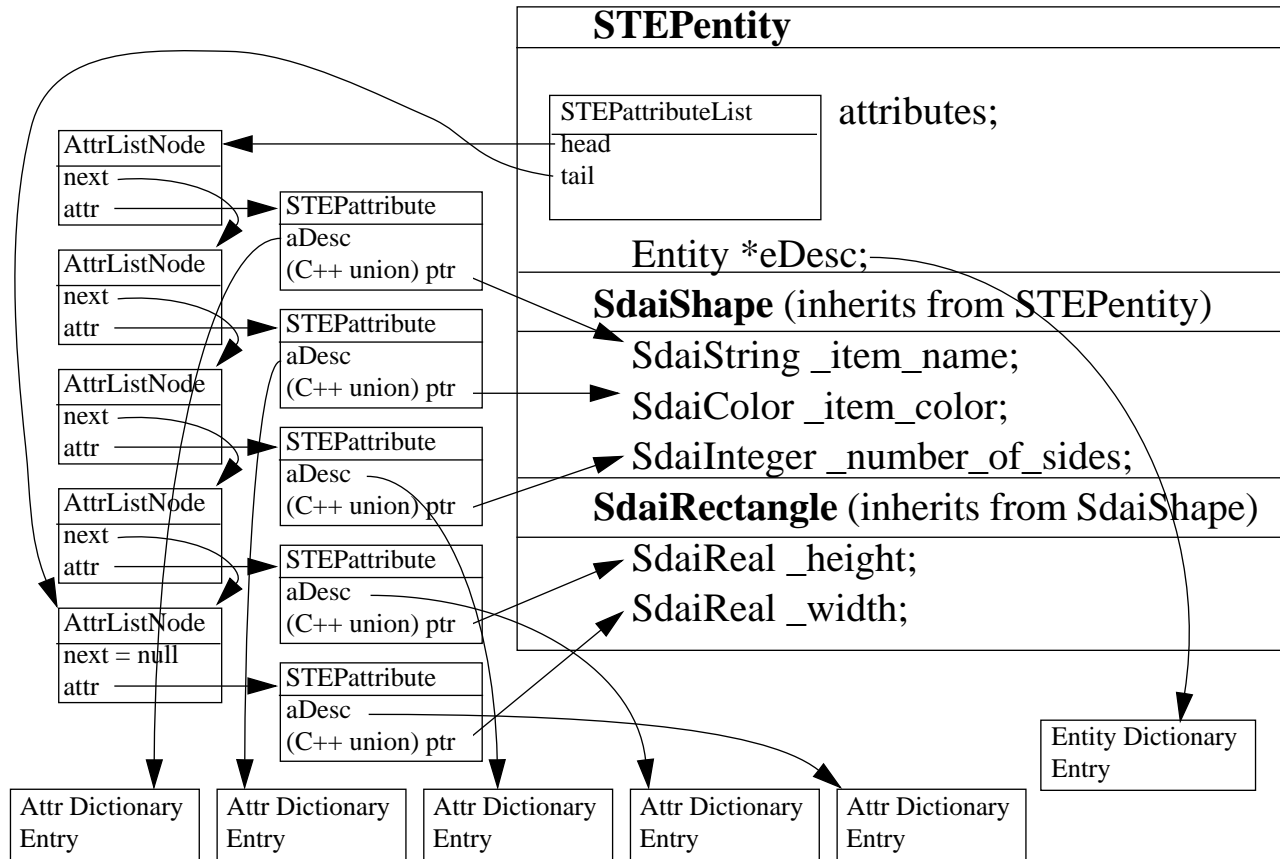 STEPentity
STEPattributeList
attributes;
head
tail
Entity *eDesc;
SdaiShape (inherits from STEPentity)
SdaiString _item_name;
SdaiColor _item_color;
SdaiInteger _number_of_sides;
SdaiRectangle (inherits from SdaiShape)
SdaiReal _height;
SdaiReal _width;
AttrListNode
next
attr
AttrListNode
next
attr
AttrListNode
next
attr
AttrListNode
next
attr
AttrListNode
next = null
attr
STEPattribute
aDesc
(C++ union) ptr
STEPattribute
aDesc
(C++ union) ptr
STEPattribute
aDesc
(C++ union) ptr
STEPattribute
aDesc
(C++ union) ptr
STEPattribute
aDesc
(C++ union) ptr
Entity Dictionary
Entry
Attr Dictionary
Entry
Attr Dictionary
Entry
Attr Dictionary
Entry
Attr Dictionary
Entry
Attr Dictionary
Entry